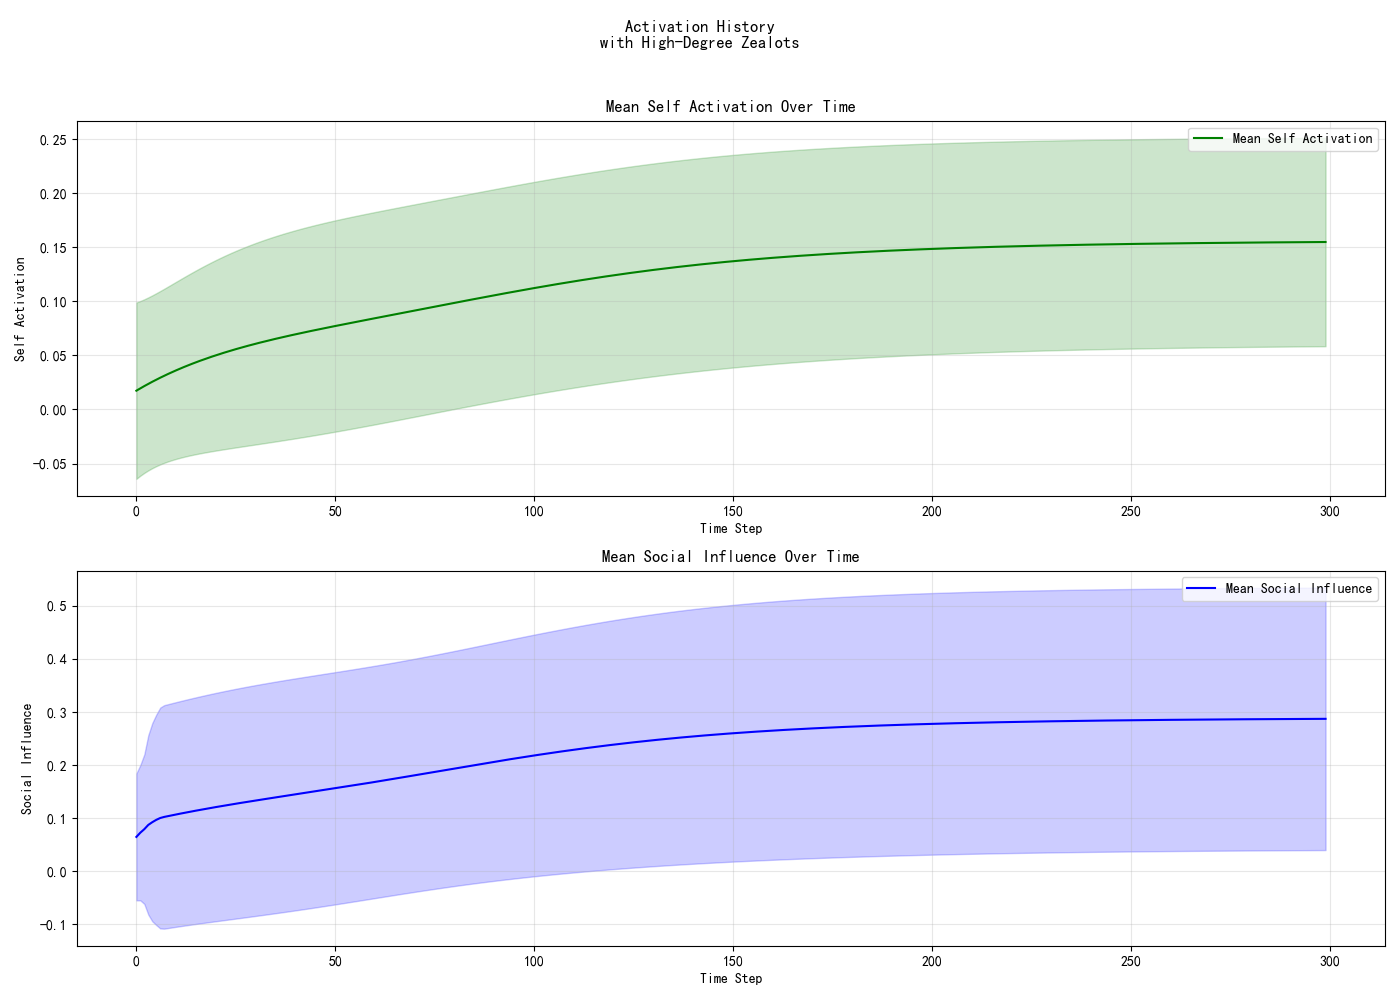 Activation History
with High-Degree Zealots
Mean Self Activation Over Time
Mean Self Activation
Self Activation
0.25
0.20
0.15
0.10
0.05
0.00
-0.05
0 50 100 150 200 250 300
Time Step
Mean Social Influence Over Time
Mean Social Influence
Social Influence
0.5
0.4
0.3
0.2
0.1
0.0
-0.1
0 50 100 150 200 250 300
Time Step